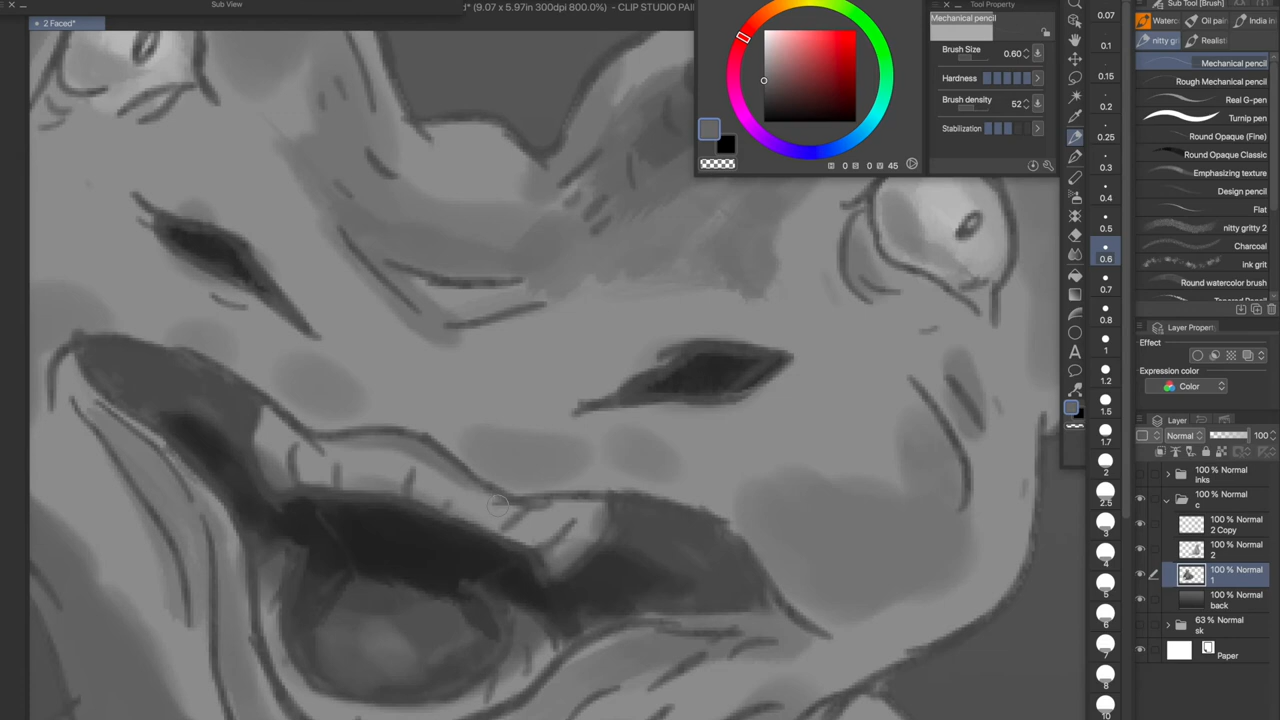 Sub View
2 Faced*
d* (9.07 x 5.97in 300dpi 800.0%) - CLIP STUDIO PAI
H 0 S 0 V 45
Tool Property
Mechanical pencil
Brush Size 0.60
Hardness
Brush density 52
Stabilization
0.07
0.1
0.15
0.2
0.25
0.3
0.4
0.5
0.6
0.7
0.8
1
1.2
1.5
1.7
2
2.5
3
4
5
6
7
8
10
Sub Tool [Brush]
Waterc Oil pain India in
nitty gri Realist
Mechanical pencil
Rough Mechanical pencil
Real G-pen
Turnip pen
Round Opaque (Fine)
Round Opaque Classic
Emphasizing texture
Design pencil
Flat
nitty gritty 2
Charcoal
ink grit
Round watercolor brush
Layer Propert
Effect
Expression color
Color
Layer
Normal 100
100 % Normal
inks
100 % Normal
c
100 % Normal
2 Copy
100 % Normal
2
100 % Normal
1
100 % Normal
back
63 % Normal
sk
Paper